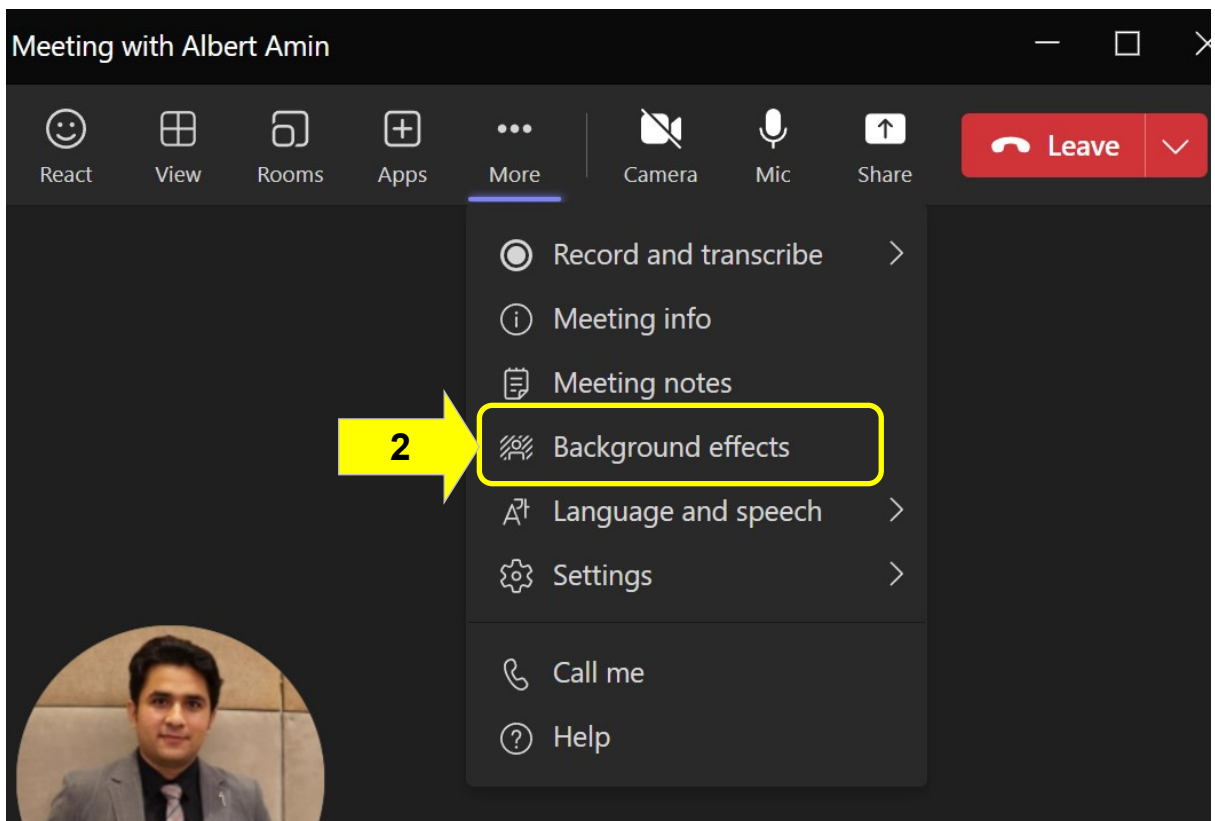 Meeting with Albert Amin
React View Rooms Apps More Camera Mic Share Leave
Record and transcribe
Meeting info
Meeting notes
2 Background effects
Language and speech
Settings
Call me
Help